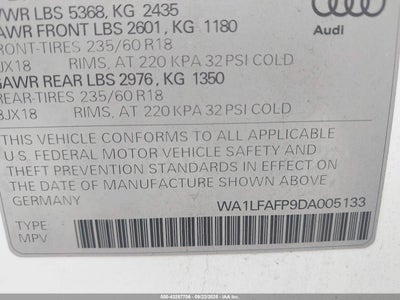 VWR LBS 5368, KG 2435
AWR FRONT LBS 2601, KG 1180
FRONT-TIRES 235/60 R18
JX18 RIMS, AT 220 KPA 32 PSI COLD
GAWR REAR LBS 2976, KG 1350
REAR-TIRES 235/60 R18
8JX18 RIMS, AT 220 KPA 32 PSI COLD
Audi
THIS VEHICLE CONFORMS TO ALL APPLICABLE
U.S. FEDERAL MOTOR VEHICLE SAFETY AND
THEFT PREVENTION STANDARDS IN EFFECT ON
THE DATE OF MANUFACTURE SHOWN ABOVE.
GERMANY
WA1LFAFP9DA005133
TYPE:
MPV